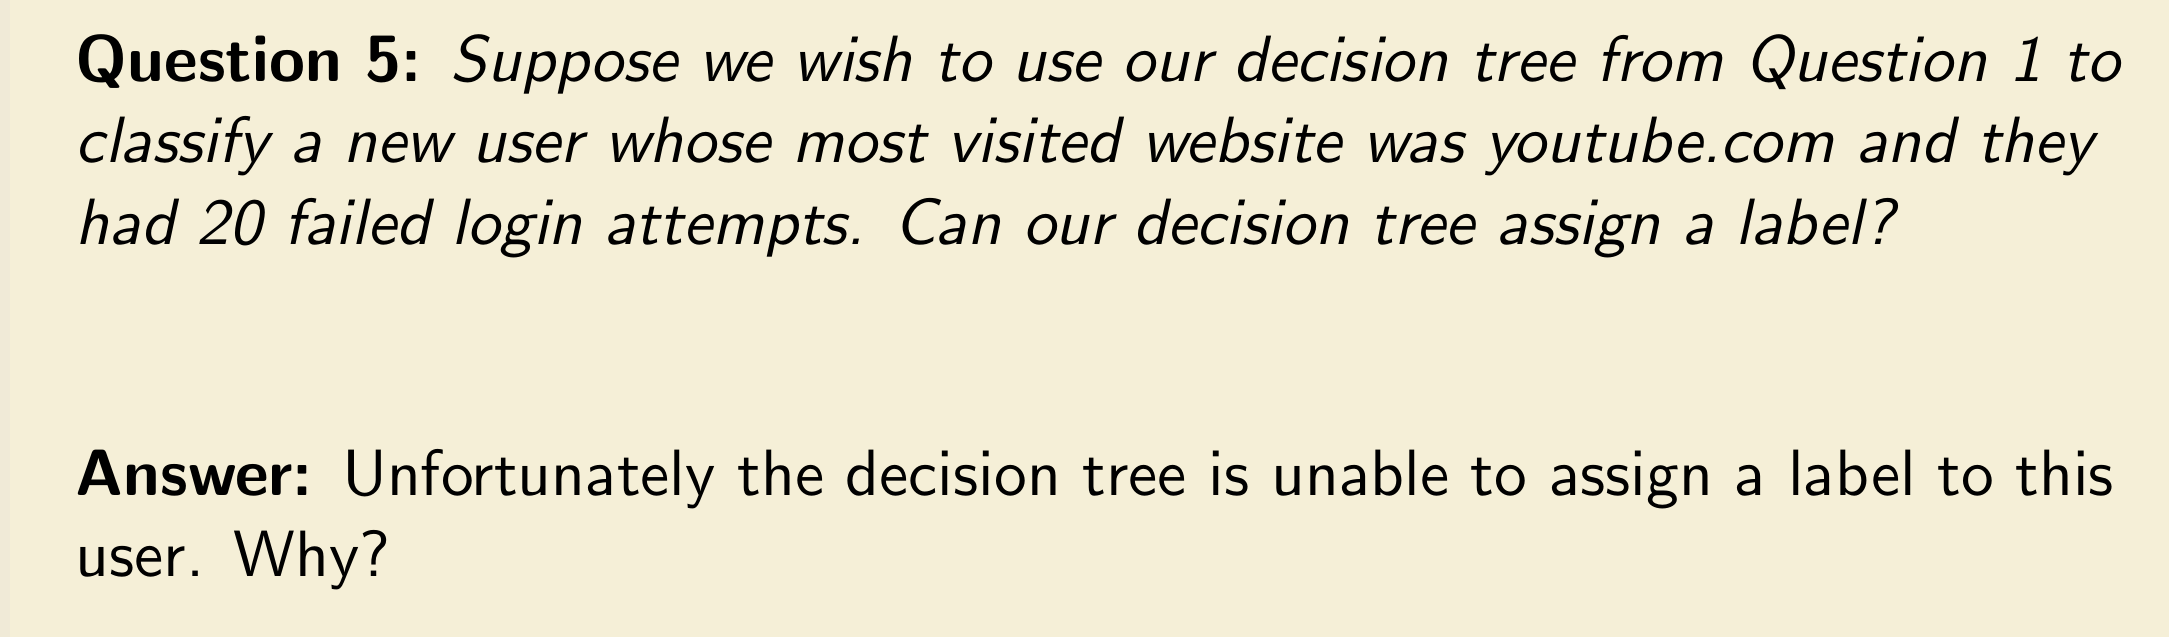 Question 5: Suppose we wish to use our decision tree from Question 1 to
classify a new user whose most visited website was youtube.com and they
had 20 failed login attempts. Can our decision tree assign a label?
Answer: Unfortunately the decision tree is unable to assign a label to this
user. Why?